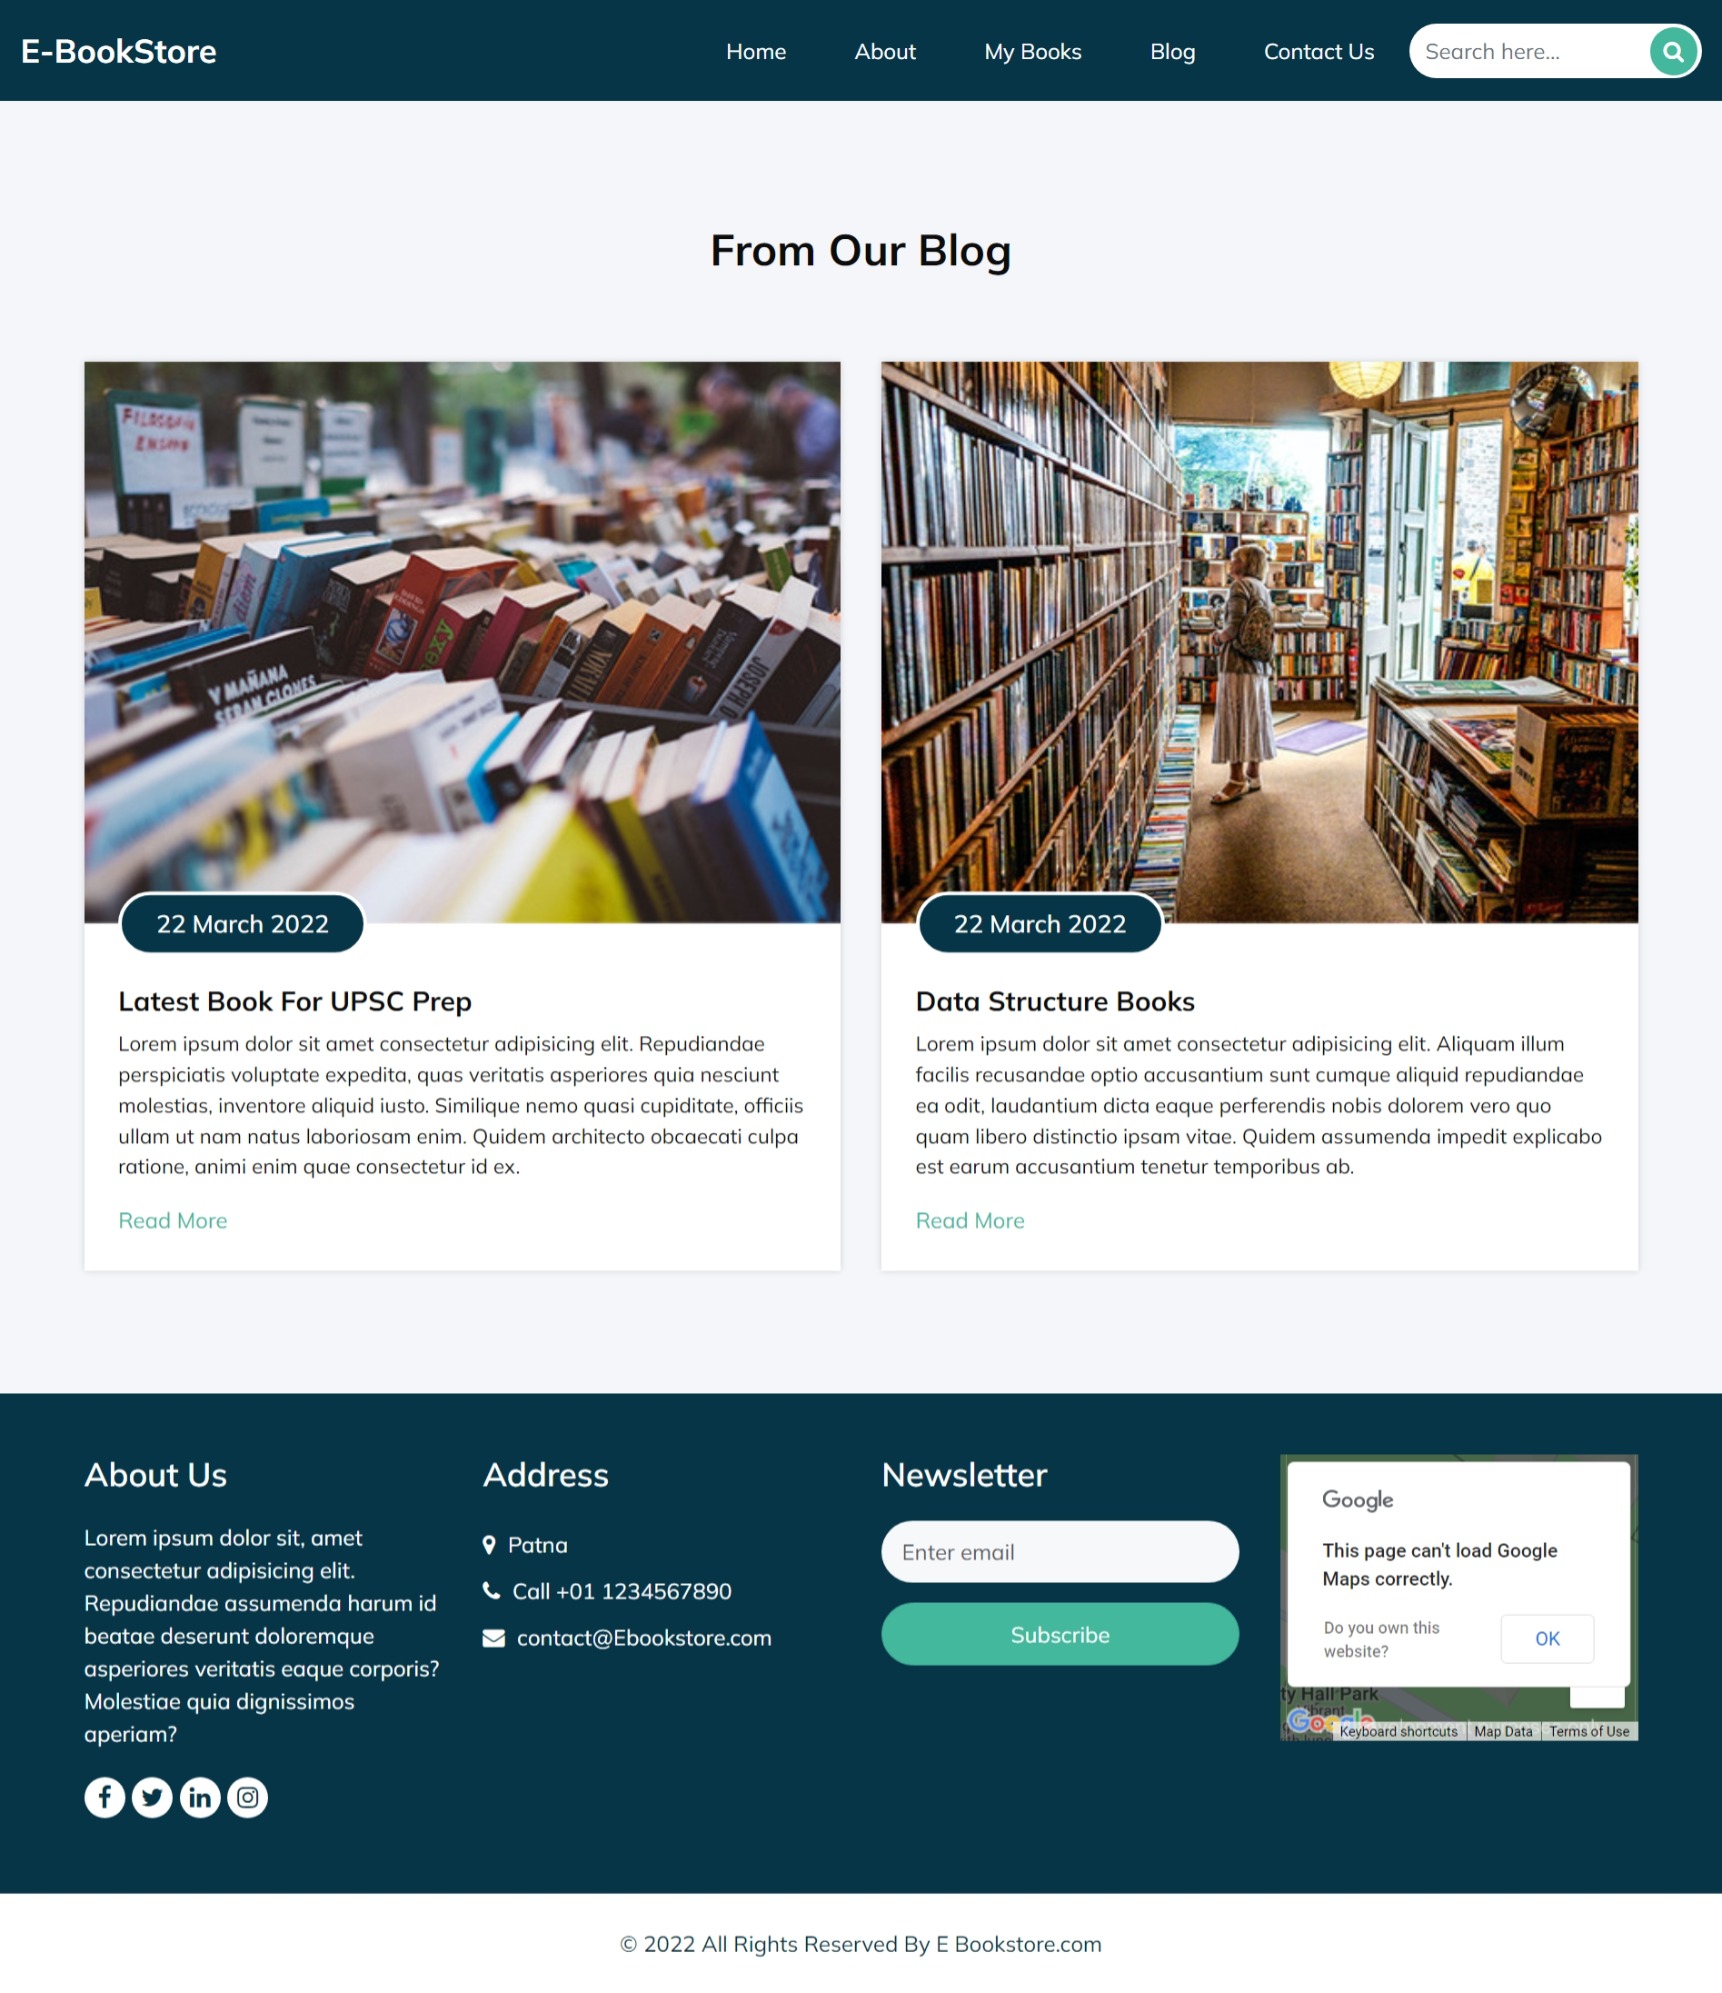 E-BookStore
Home
About
My Books
Blog
Contact Us
Search here...
From Our Blog
FILOSOFIA
ENSAYO
Y MAÑANA
SERÁN CLONES
JOSEPH O
22 March 2022
Latest Book For UPSC Prep
Lorem ipsum dolor sit amet consectetur adipisicing elit. Repudiandae
perspiciatis voluptate expedita, quas veritatis asperiores quia nesciunt
molestias, inventore aliquid iusto. Similique nemo quasi cupiditate, officiis
ullam ut nam natus laboriosam enim. Quidem architecto obcaecati culpa
ratione, animi enim quae consectetur id ex.
Read More
22 March 2022
Data Structure Books
Lorem ipsum dolor sit amet consectetur adipisicing elit. Aliquam illum
facilis recusandae optio accusantium sunt cumque aliquid repudiandae
ea odit, laudantium dicta eaque perferendis nobis dolorem vero quo
quam libero distinctio ipsam vitae. Quidem assumenda impedit explicabo
est earum accusantium tenetur temporibus ab.
Read More
About Us
Lorem ipsum dolor sit, amet
consectetur adipisicing elit.
Repudiandae assumenda harum id
beatae deserunt doloremque
asperiores veritatis eaque corporis?
Molestiae quia dignissimos
aperiam?
Address
Patna
Call +01 1234567890
contact@Ebookstore.com
Newsletter
Enter email
Subscribe
Google
This page can't load Google
Maps correctly.
Do you own this
website?
OK
ty Hall Park
Google
Keyboard shortcuts
Map Data
Terms of Use
© 2022 All Rights Reserved By E Bookstore.com